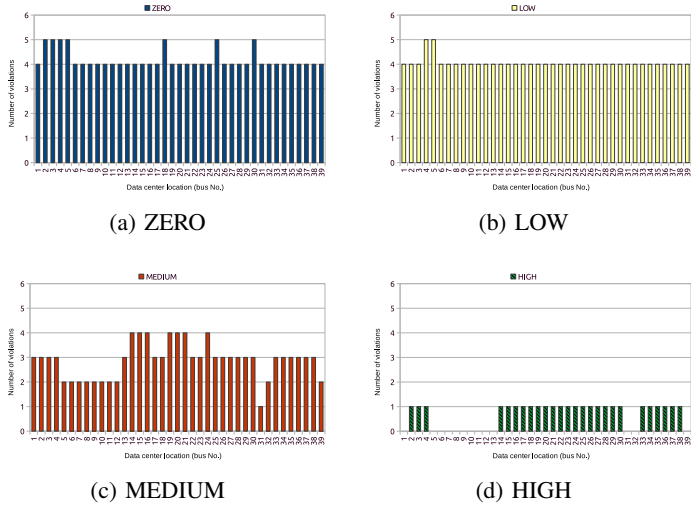 ZERO
6
5
4
3
2
1
0
Number of violations
1 2 3 4 5 6 7 8 9 10 11 12 13 14 15 16 17 18 19 20 21 22 23 24 25 26 27 28 29 30 31 32 33 34 35 36 37 38 39
Data center location (bus No.)
(a) ZERO
LOW
6
5
4
3
2
1
0
Number of violations
1 2 3 4 5 6 7 8 9 10 11 12 13 14 15 16 17 18 19 20 21 22 23 24 25 26 27 28 29 30 31 32 33 34 35 36 37 38 39
Data center location (bus No.)
(b) LOW
MEDIUM
6
5
4
3
2
1
0
Number of violations
1 2 3 4 5 6 7 8 9 10 11 12 13 14 15 16 17 18 19 20 21 22 23 24 25 26 27 28 29 30 31 32 33 34 35 36 37 38 39
Data center location (bus No.)
(c) MEDIUM
HIGH
6
5
4
3
2
1
0
Number of violations
1 2 3 4 5 6 7 8 9 10 11 12 13 14 15 16 17 18 19 20 21 22 23 24 25 26 27 28 29 30 31 32 33 34 35 36 37 38 39
Data center location (bus No.)
(d) HIGH